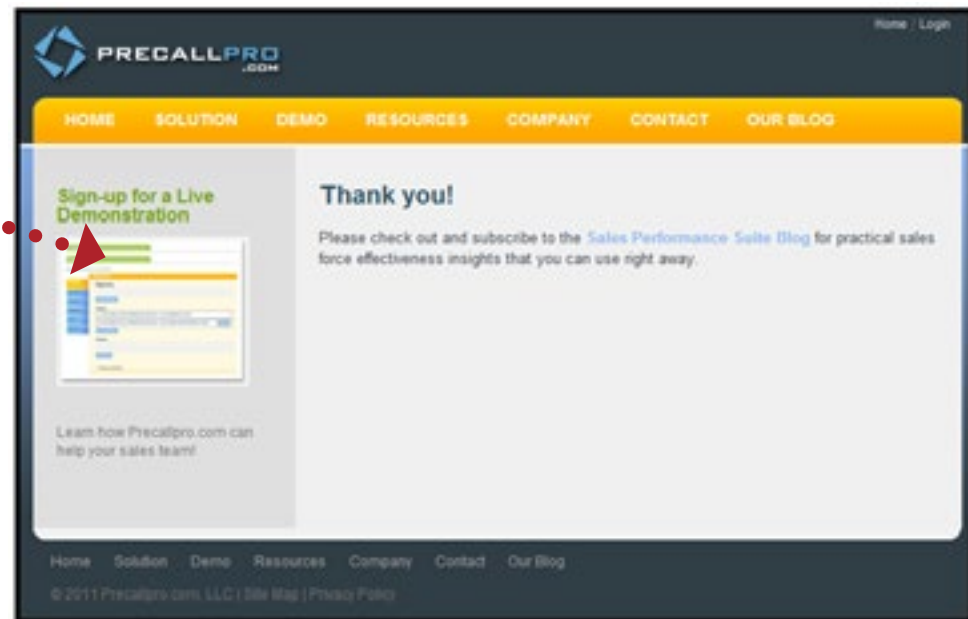 Home / Login
PRECALLPRO
.COM
HOME SOLUTION DEMO RESOURCES COMPANY CONTACT OUR BLOG
Sign-up for a Live
Demonstration
Learn how Precallpro.com can
help your sales team!
Thank you!
Please check out and subscribe to the Sales Performance Suite Blog for practical sales
force effectiveness insights that you can use right away.
Home Solution Demo Resources Company Contact Our Blog
© 2011 Precallpro.com, LLC | Site Map | Privacy Policy